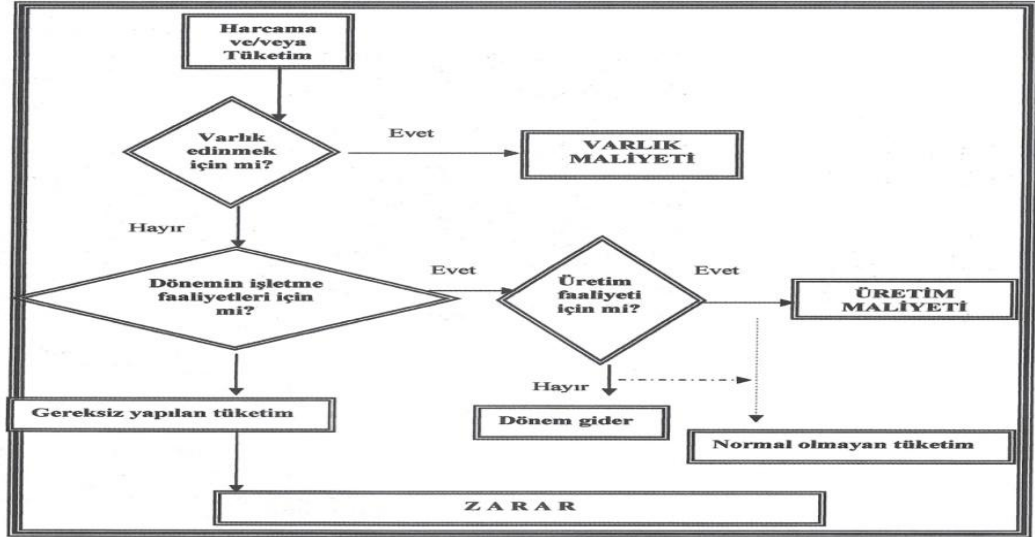 Harcama
ve/veya
Tüketim
Varlık
edinmek
için mi?
Evet
VARLIK
MALİYETİ
Hayır
Dönemin işletme
faaliyetleri için
mi?
Evet
Üretim
faaliyeti
için mi?
Evet
ÜRETİM
MALİYETİ
Hayır
Gereksiz yapılan tüketim
Dönem gider
Normal olmayan tüketim
Z A R A R